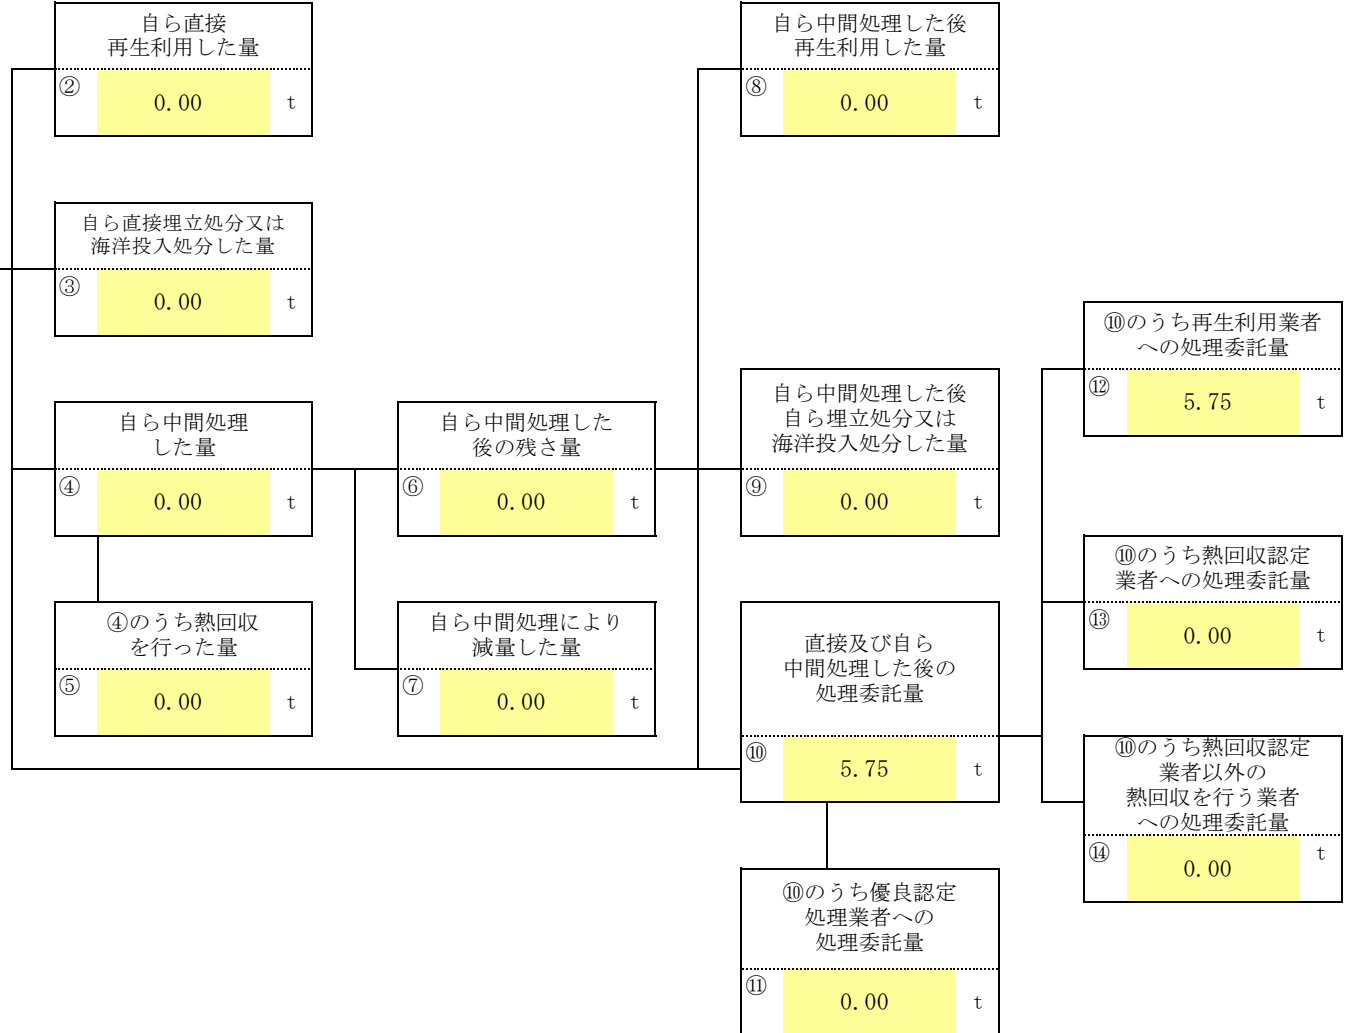 自ら直接
再生利用した量
②
0.00
t
自ら中間処理した後
再生利用した量
⑧
0.00
t
自ら直接埋立処分又は
海洋投入処分した量
③
0.00
t
⑩のうち再生利用業者
への処理委託量
⑫
5.75
t
自ら中間処理
した量
④
0.00
t
自ら中間処理した
後の残さ量
⑥
0.00
t
自ら中間処理した後
自ら埋立処分又は
海洋投入処分した量
⑨
0.00
t
⑩のうち熱回収認定
業者への処理委託量
⑬
0.00
t
④のうち熱回収
を行った量
⑤
0.00
t
自ら中間処理により
減量した量
⑦
0.00
t
直接及び自ら
中間処理した後の
処理委託量
⑩
5.75
t
⑩のうち熱回収認定
業者以外の
熱回収を行う業者
への処理委託量
⑭
0.00
t
⑩のうち優良認定
処理業者への
処理委託量
⑪
0.00
t